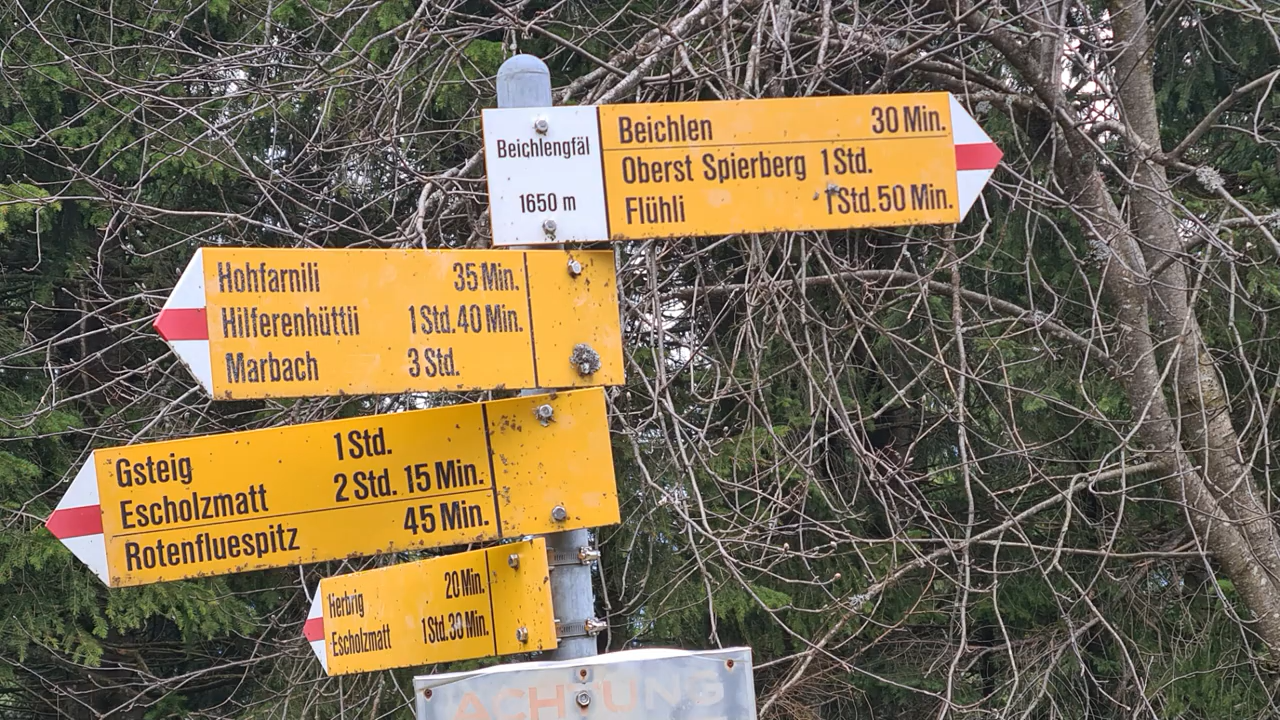 Beichlengfäl
1650 m
Beichlen 30 Min.
Oberst Spierberg 1 Std.
Flühli 1 Std. 50 Min.
Hohfarnili 35 Min.
Hilferenhüttli 1 Std. 40 Min.
Marbach 3 Std.
Gsteig 1 Std.
Escholzmatt 2 Std. 15 Min.
Rotenfluespitz 45 Min.
Herbrig 20 Min.
Escholzmatt 1 Std. 30 Min.
ACHTUNG